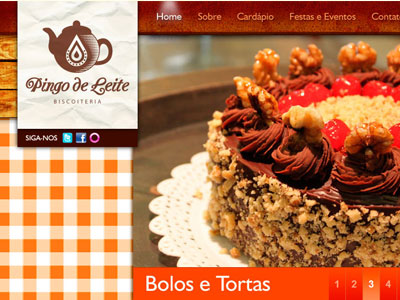 Home Sobre Cardápio Festas e Eventos Contat
Pingo de Leite
BISCOITERIA
SIGA-NOS
Bolos e Tortas
1 2 3 4